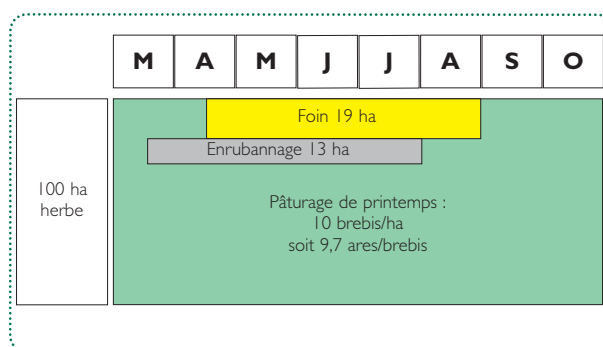 M A M J J A S O
Foin 19 ha
Enrubannage 13 ha
100 ha
herbe
Pâturage de printemps :
10 brebis/ha
soit 9,7 ares/brebis